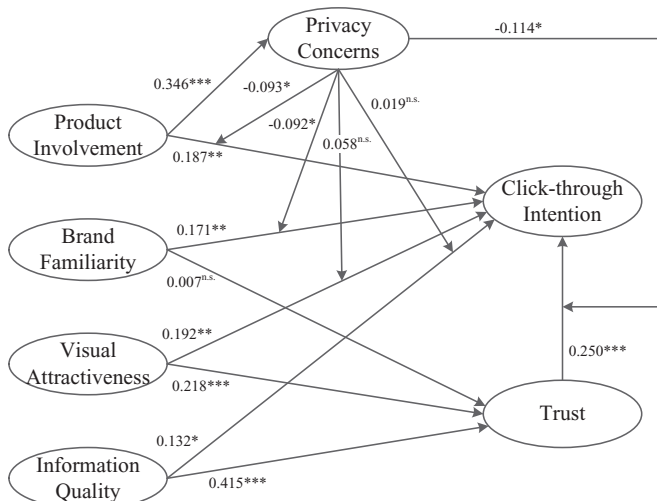 Privacy
Concerns
-0.114*
0.346***
-0.093*
0.019n.s.
-0.092*
Product
Involvement
0.058n.s.
0.187**
Click-through
Intention
Brand
Familiarity
0.171**
0.007n.s.
0.192**
Visual
Attractiveness
0.250***
0.218***
Trust
0.132*
Information
Quality
0.415***